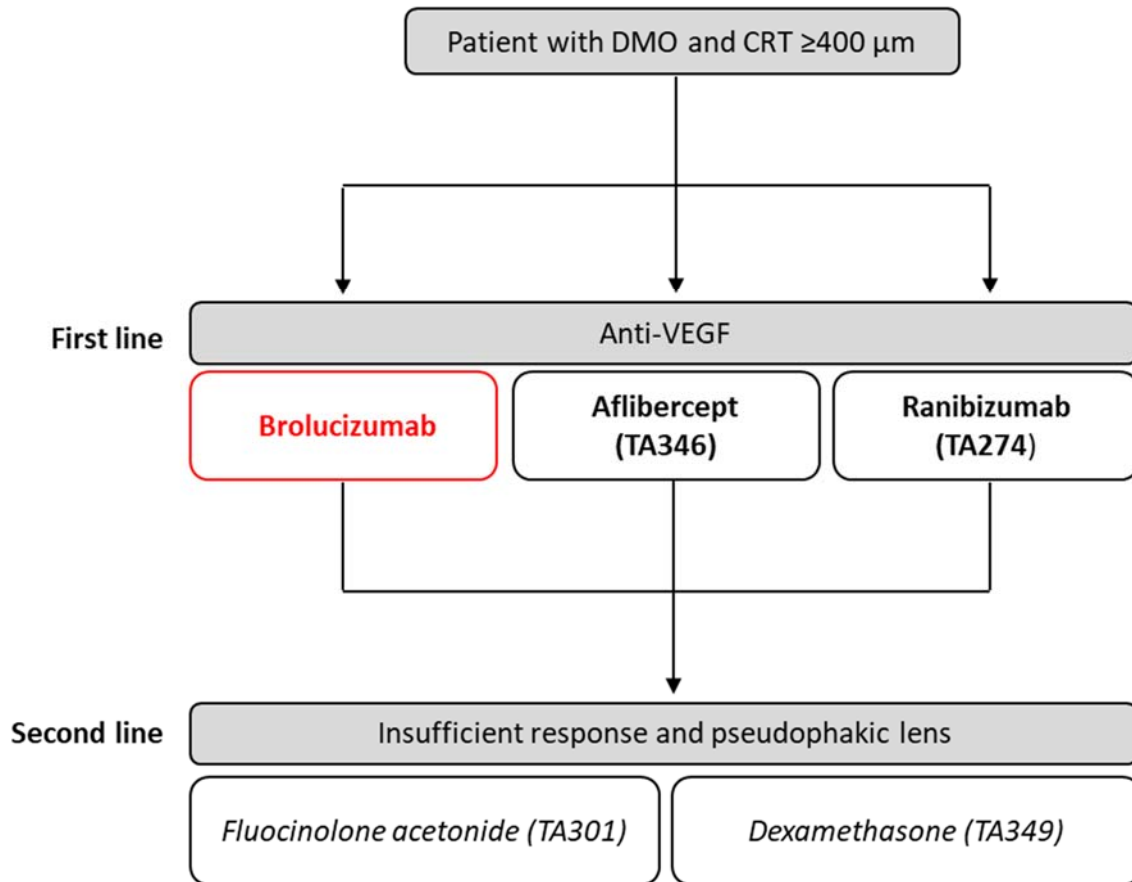 Patient with DMO and CRT ≥400 µm
First line
Anti-VEGF
Brolucizumab
Aflibercept
(TA346)
Ranibizumab
(TA274)
Second line
Insufficient response and pseudophakic lens
Fluocinolone acetonide (TA301)
Dexamethasone (TA349)